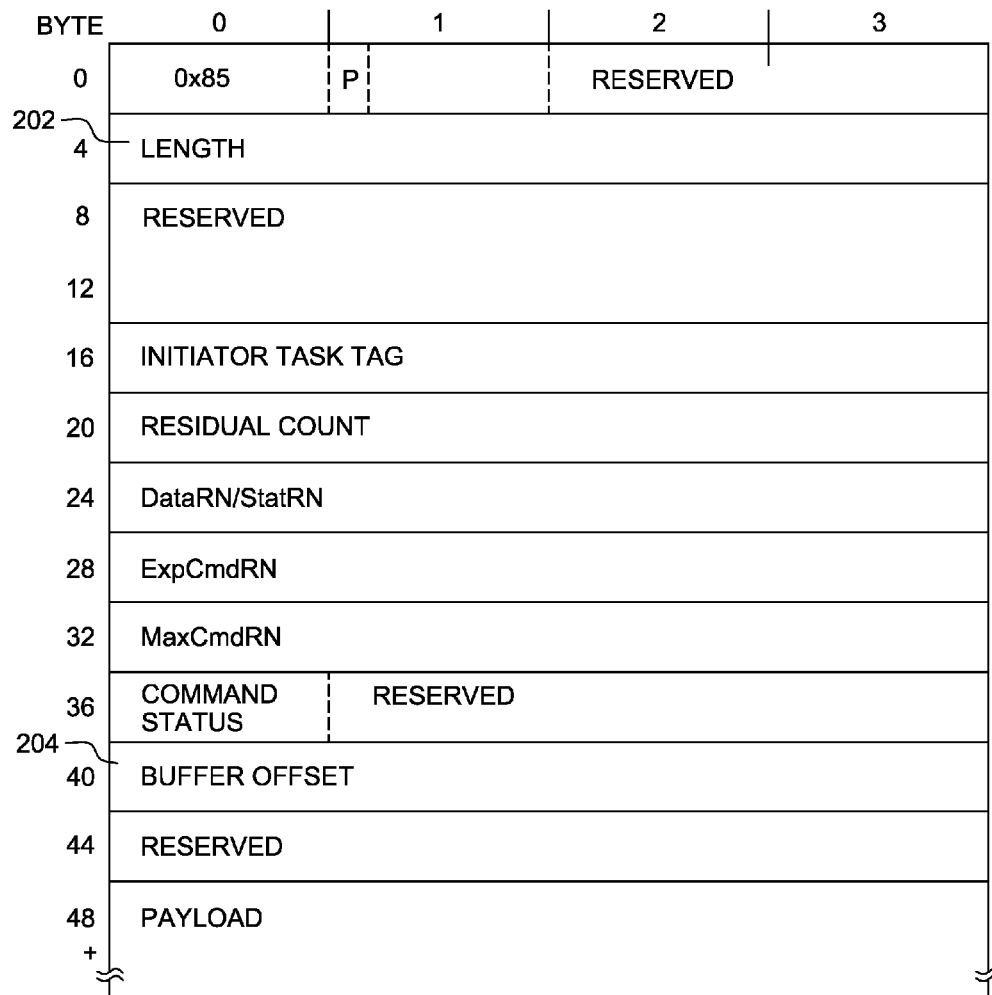 BYTE 0 1 2 3
0 0x85 P RESERVED
202
4 LENGTH
8 RESERVED
12
16 INITIATOR TASK TAG
20 RESIDUAL COUNT
24 DataRN/StatRN
28 ExpCmdRN
32 MaxCmdRN
36 COMMAND STATUS RESERVED
204
40 BUFFER OFFSET
44 RESERVED
48 PAYLOAD
+